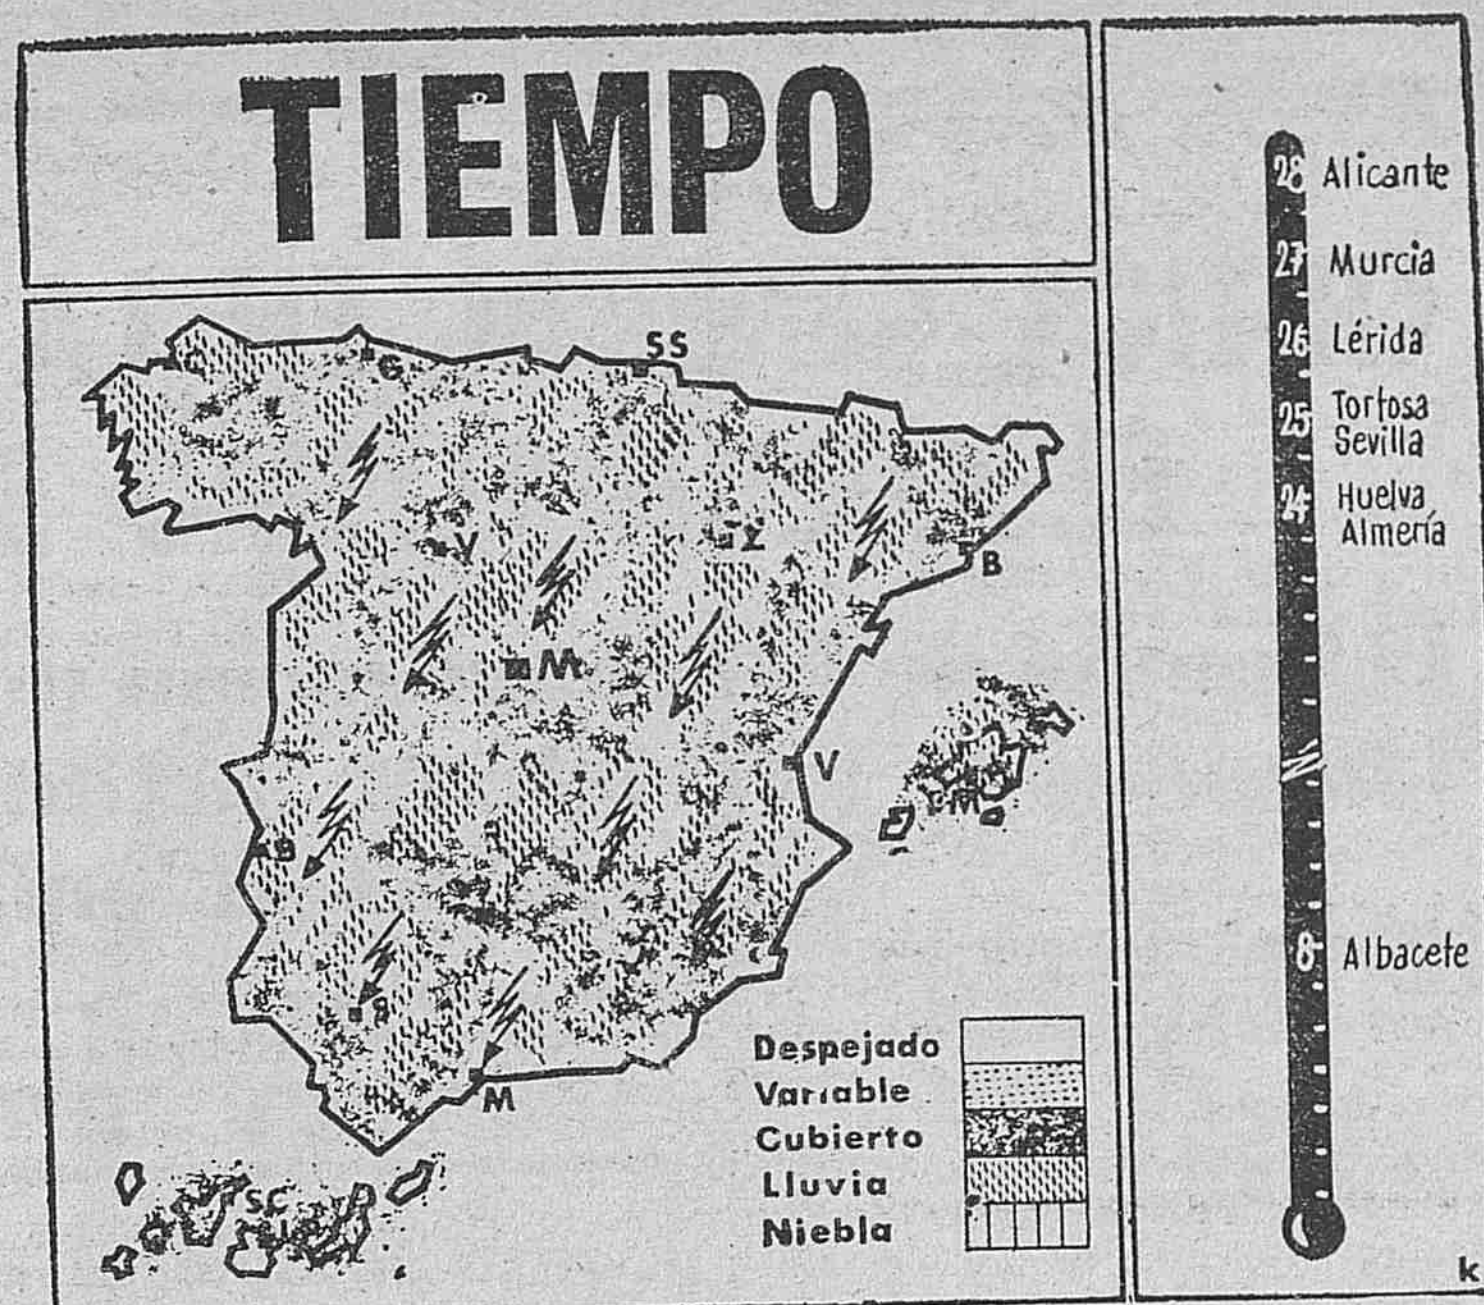 TIEMPO
SS
G
V
Z
B
M
V
M
B
S
C
M
S.C
Despejado
Variable
Cubierto
Lluvia
Niebla
28 Alicante
27 Murcia
26 Lérida
25 Tortosa
Sevilla
24 Huelva
Almería
8 Albacete
k